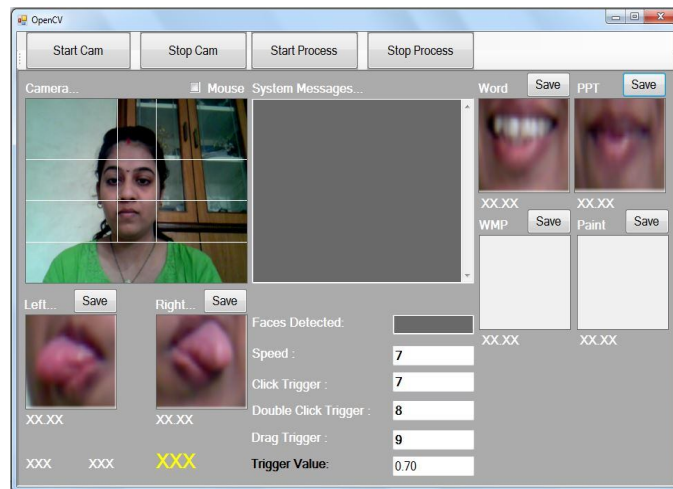 OpenCV
Start Cam Stop Cam Start Process Stop Process
Camera... Mouse System Messages... Word Save PPT Save
XX.XX XX.XX
WMP Save Paint Save
Left... Save Right... Save
Faces Detected:
XX.XX XX.XX
Speed : 7
Click Trigger : 7
Double Click Trigger : 8
XX.XX XX.XX
Drag Trigger : 9
XXX XXX XXX Trigger Value: 0.70